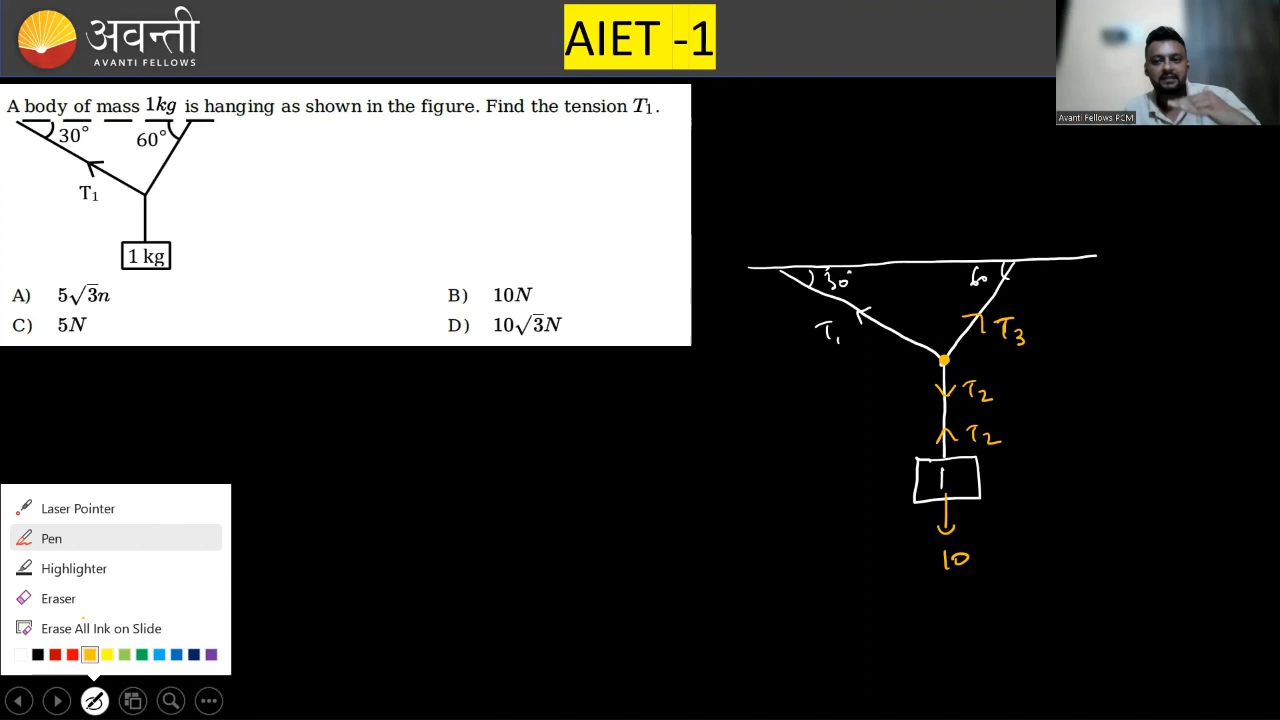 अवन्ती
AVANTI FELLOWS
AIET -1
Avanti Fellows PCM
A body of mass 1kg is hanging as shown in the figure. Find the tension T₁.
30°
60°
T₁
1 kg
A) 5√3n
B) 10N
C) 5N
D) 10√3N
30°
60
T₁
T₃
T₂
T₂
1
10
Laser Pointer
Pen
Highlighter
Eraser
Erase All Ink on Slide